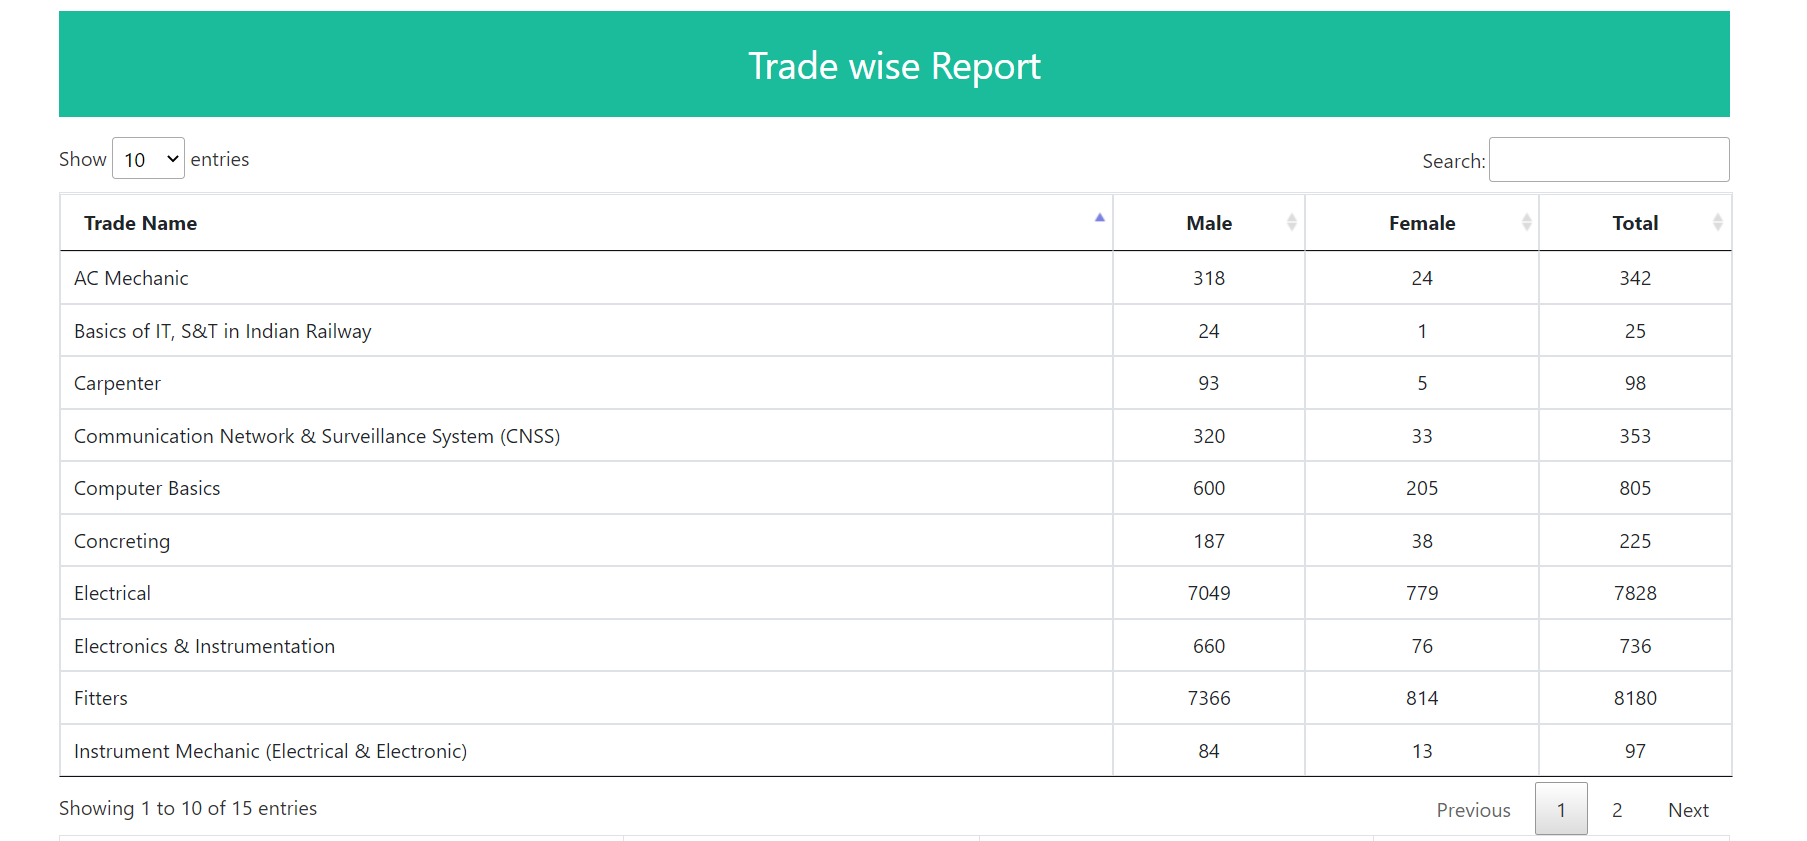 Trade wise Report
Show 10 entries Search:
Trade Name Male Female Total
AC Mechanic 318 24 342
Basics of IT, S&T in Indian Railway 24 1 25
Carpenter 93 5 98
Communication Network & Surveillance System (CNSS) 320 33 353
Computer Basics 600 205 805
Concreting 187 38 225
Electrical 7049 779 7828
Electronics & Instrumentation 660 76 736
Fitters 7366 814 8180
Instrument Mechanic (Electrical & Electronic) 84 13 97
Showing 1 to 10 of 15 entries Previous 1 2 Next